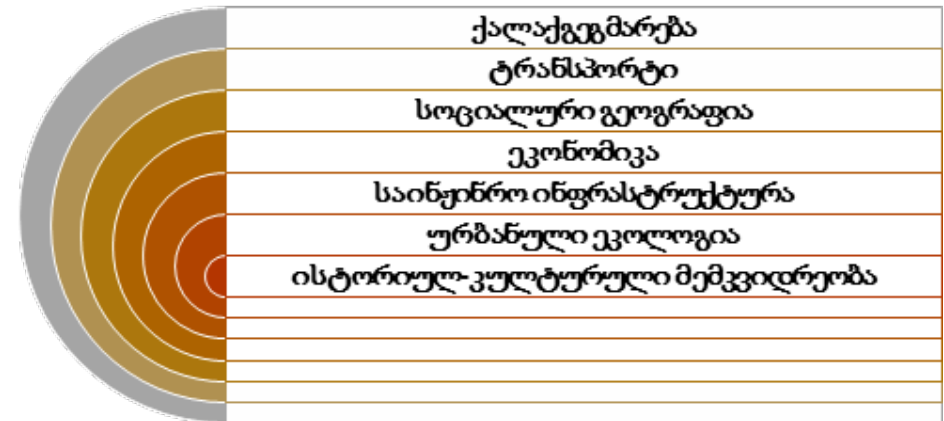 ქალაქგეგმარება
ტრანსპორტი
სოციალური გეოგრაფია
ეკონომიკა
საინჟინრო ინფრასტრუქტურა
ურბანული ეკოლოგია
ისტორიულ-კულტურული მემკვიდრეობა